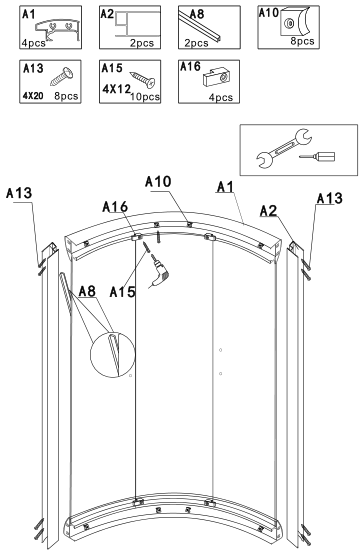 A1
4pcs
A2
2pcs
A8
2pcs
A10
8pcs
A13
4X20 8pcs
A15
4X12 10pcs
A16
4pcs
A13
A16
A10
A1
A2
A13
A8
A15